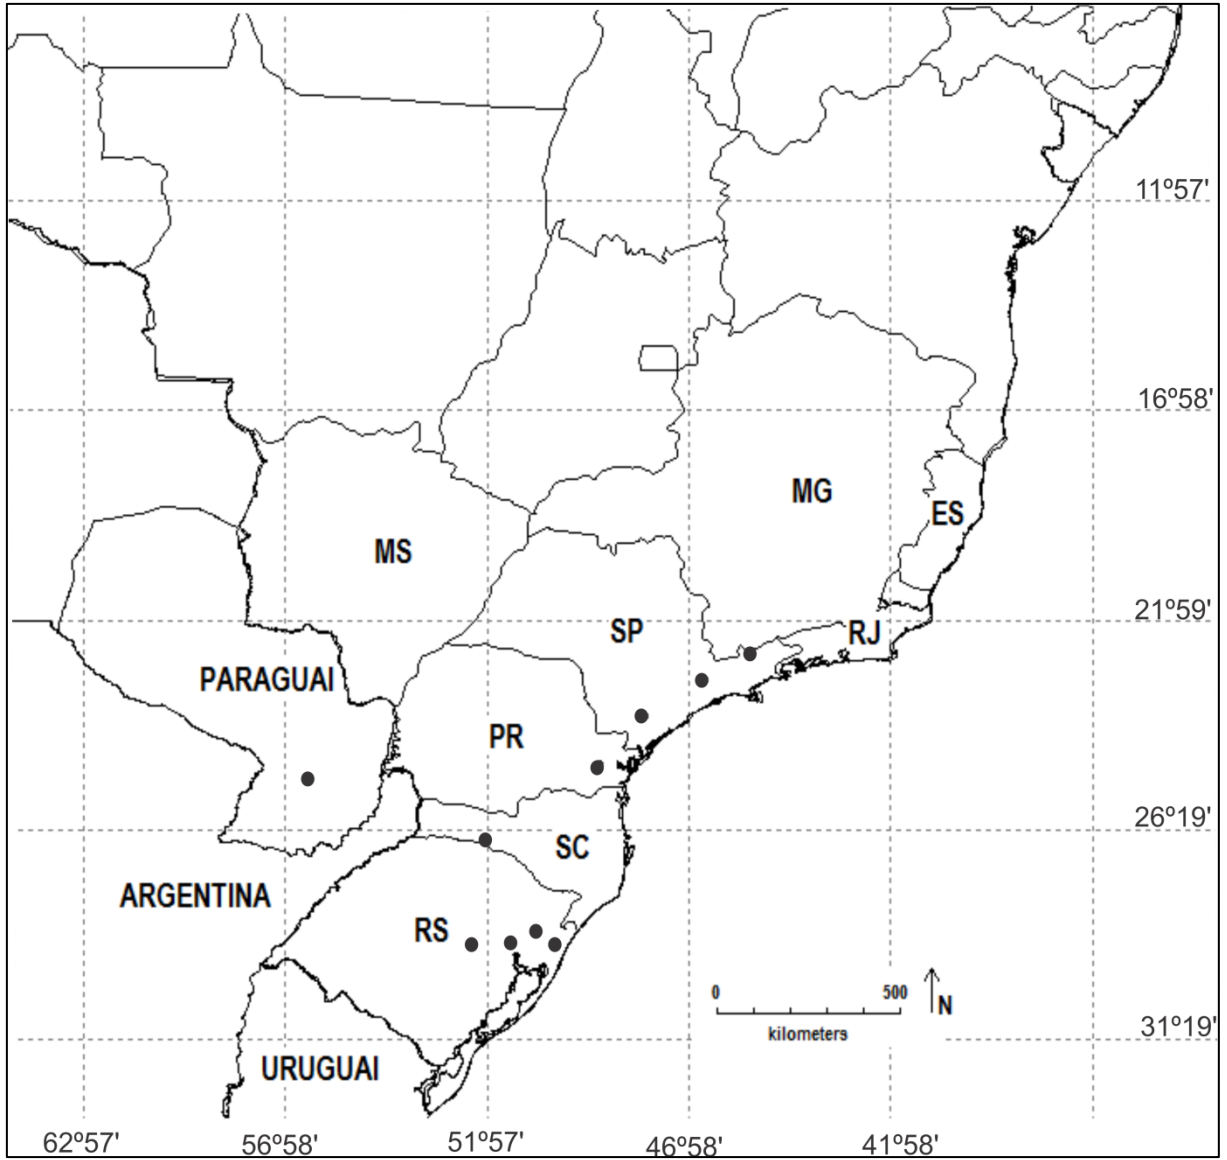 11º57'
16º58'
MG
ES
MS
21º59'
SP
RJ
PARAGUAI
PR
26º19'
SC
ARGENTINA
RS
0 500
N
kilometers
31º19'
URUGUAI
62º57' 56º58' 51º57' 46º58' 41º58'